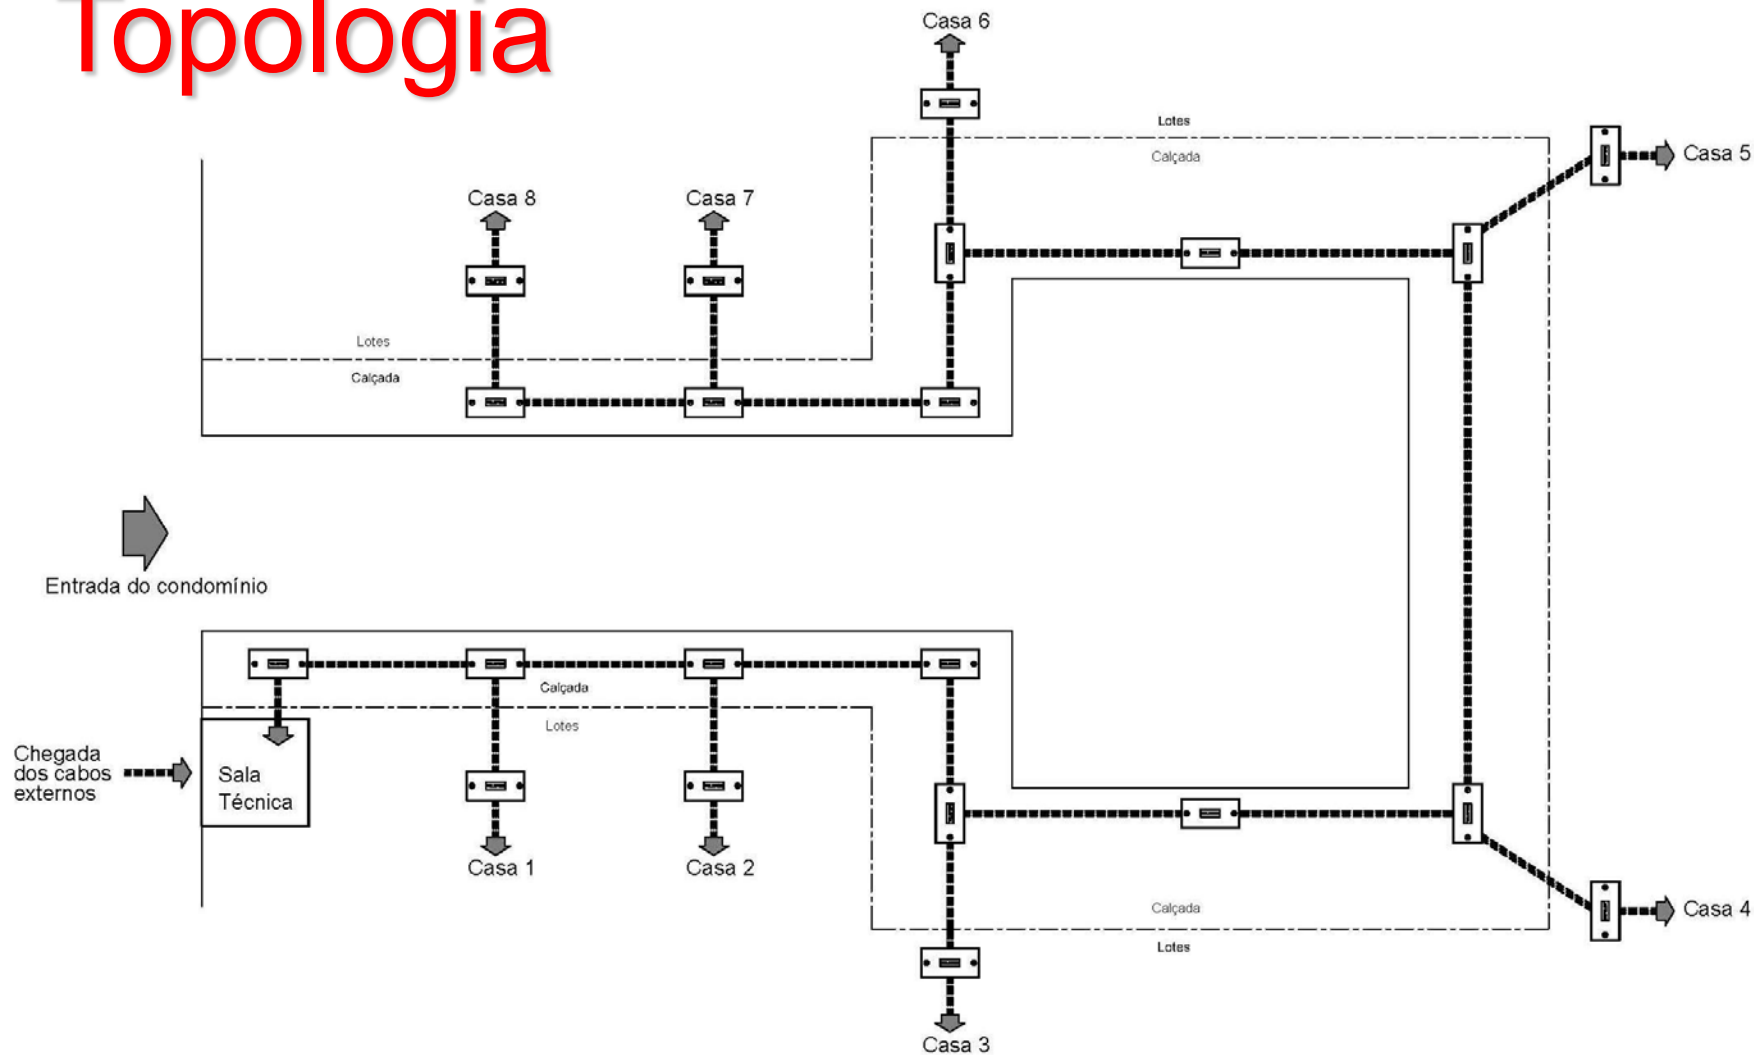 Topologia
Casa 6
Lotes
Calçada
Casa 5
Casa 8
Casa 7
Lotes
Calçada
Entrada do condomínio
Calçada
Lotes
Chegada
dos cabos
externos
Sala
Técnica
Casa 1
Casa 2
Calçada
Casa 4
Lotes
Casa 3